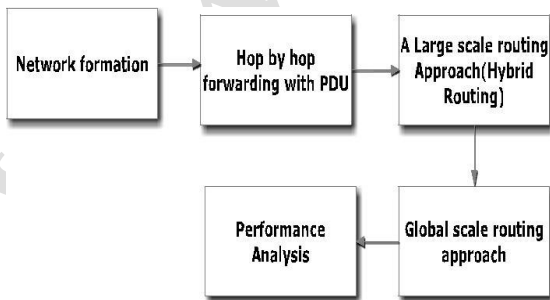 Network formation
Hop by hop
forwarding with PDU
A Large scale routing
Approach(Hybrid
Routing)
Performance
Analysis
Global scale routing
approach